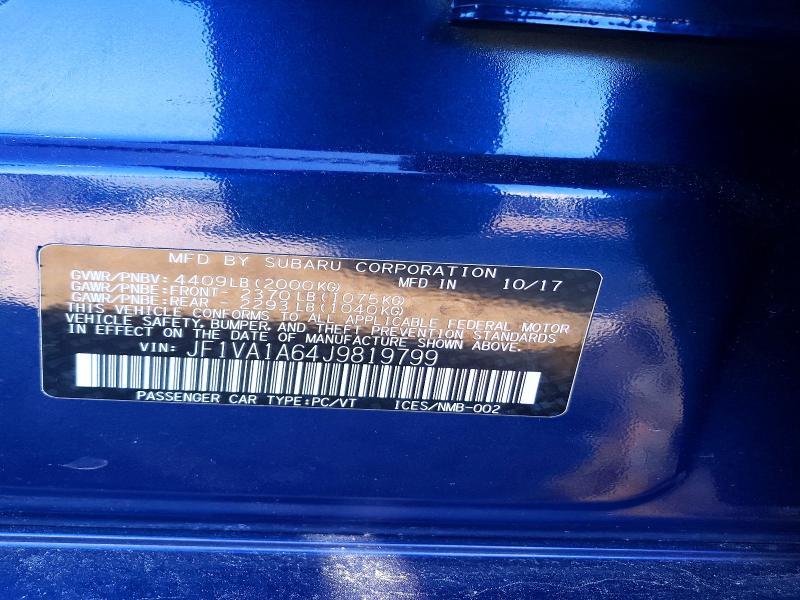 MFD BY SUBARU CORPORATION
GVWR/PNBV: 4409LB(2000KG) MFD IN 10/17
GAWR/PNBE:FRONT- 2370LB(1075KG)
GAWR/PNBE:REAR - 2293LB(1040KG)
THIS VEHICLE CONFORMS TO ALL APPLICABLE FEDERAL MOTOR
VEHICLE SAFETY, BUMPER, AND THEFT PREVENTION STANDARDS
IN EFFECT ON THE DATE OF MANUFACTURE SHOWN ABOVE.
VIN: JF1VA1A64J9819799
PASSENGER CAR TYPE:PC/VT ICES/NMB-002